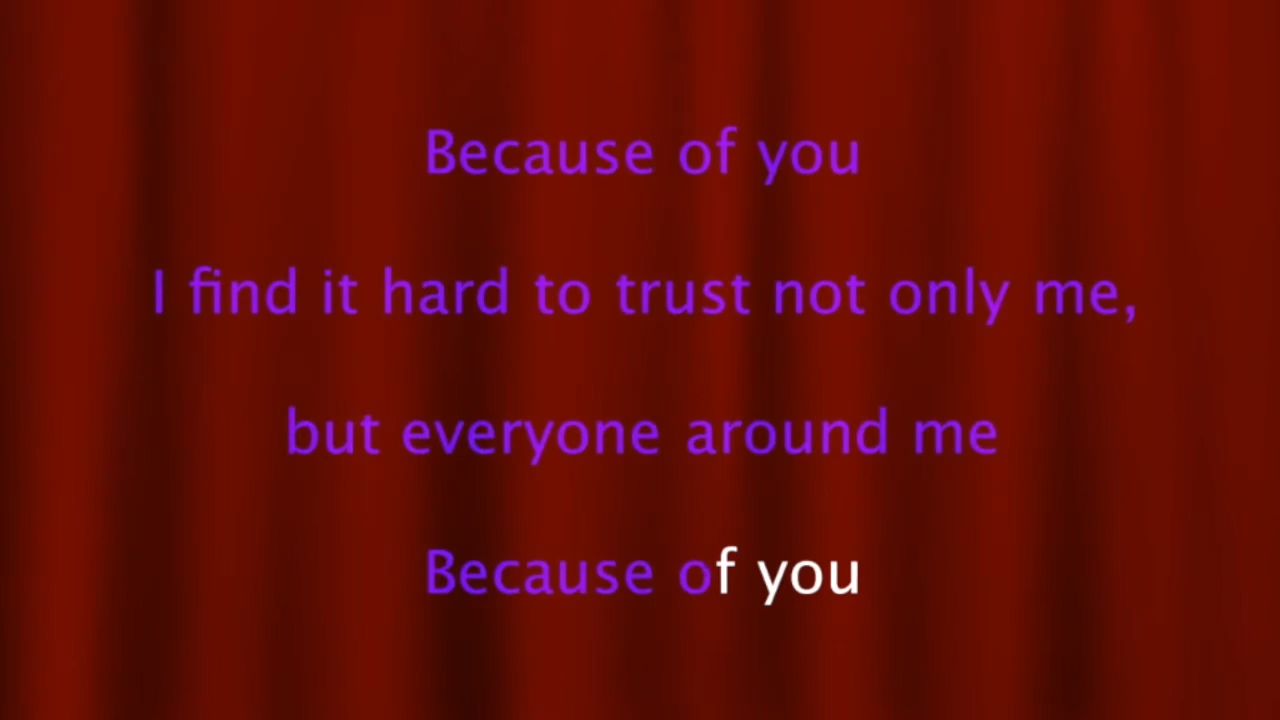 Because of you
I find it hard to trust not only me,
but everyone around me
Because of you